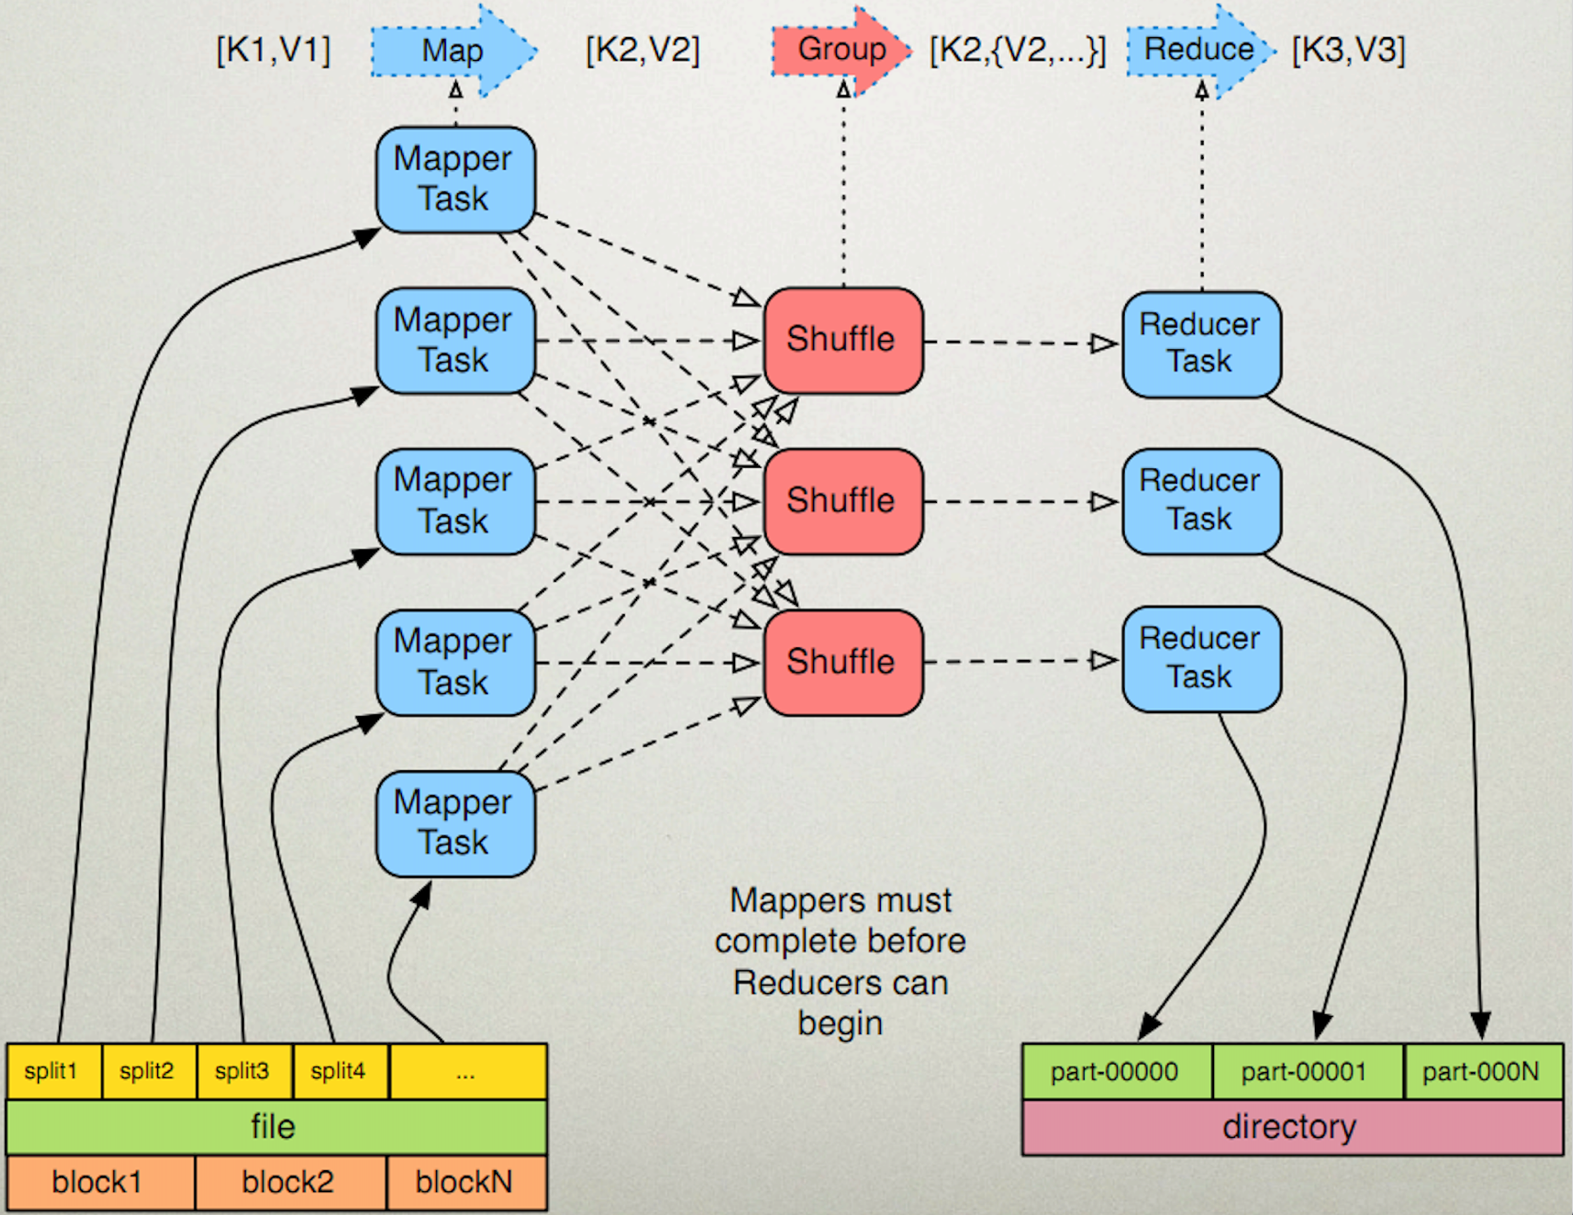 [K1,V1] Map [K2,V2] Group [K2,{V2,...}] Reduce [K3,V3]
Mapper
Task
Mapper
Task
Mapper
Task
Mapper
Task
Mapper
Task
Shuffle
Shuffle
Shuffle
Reducer
Task
Reducer
Task
Reducer
Task
Mappers must
complete before
Reducers can
begin
split1 split2 split3 split4 ...
file
block1 block2 blockN
part-00000 part-00001 part-000N
directory